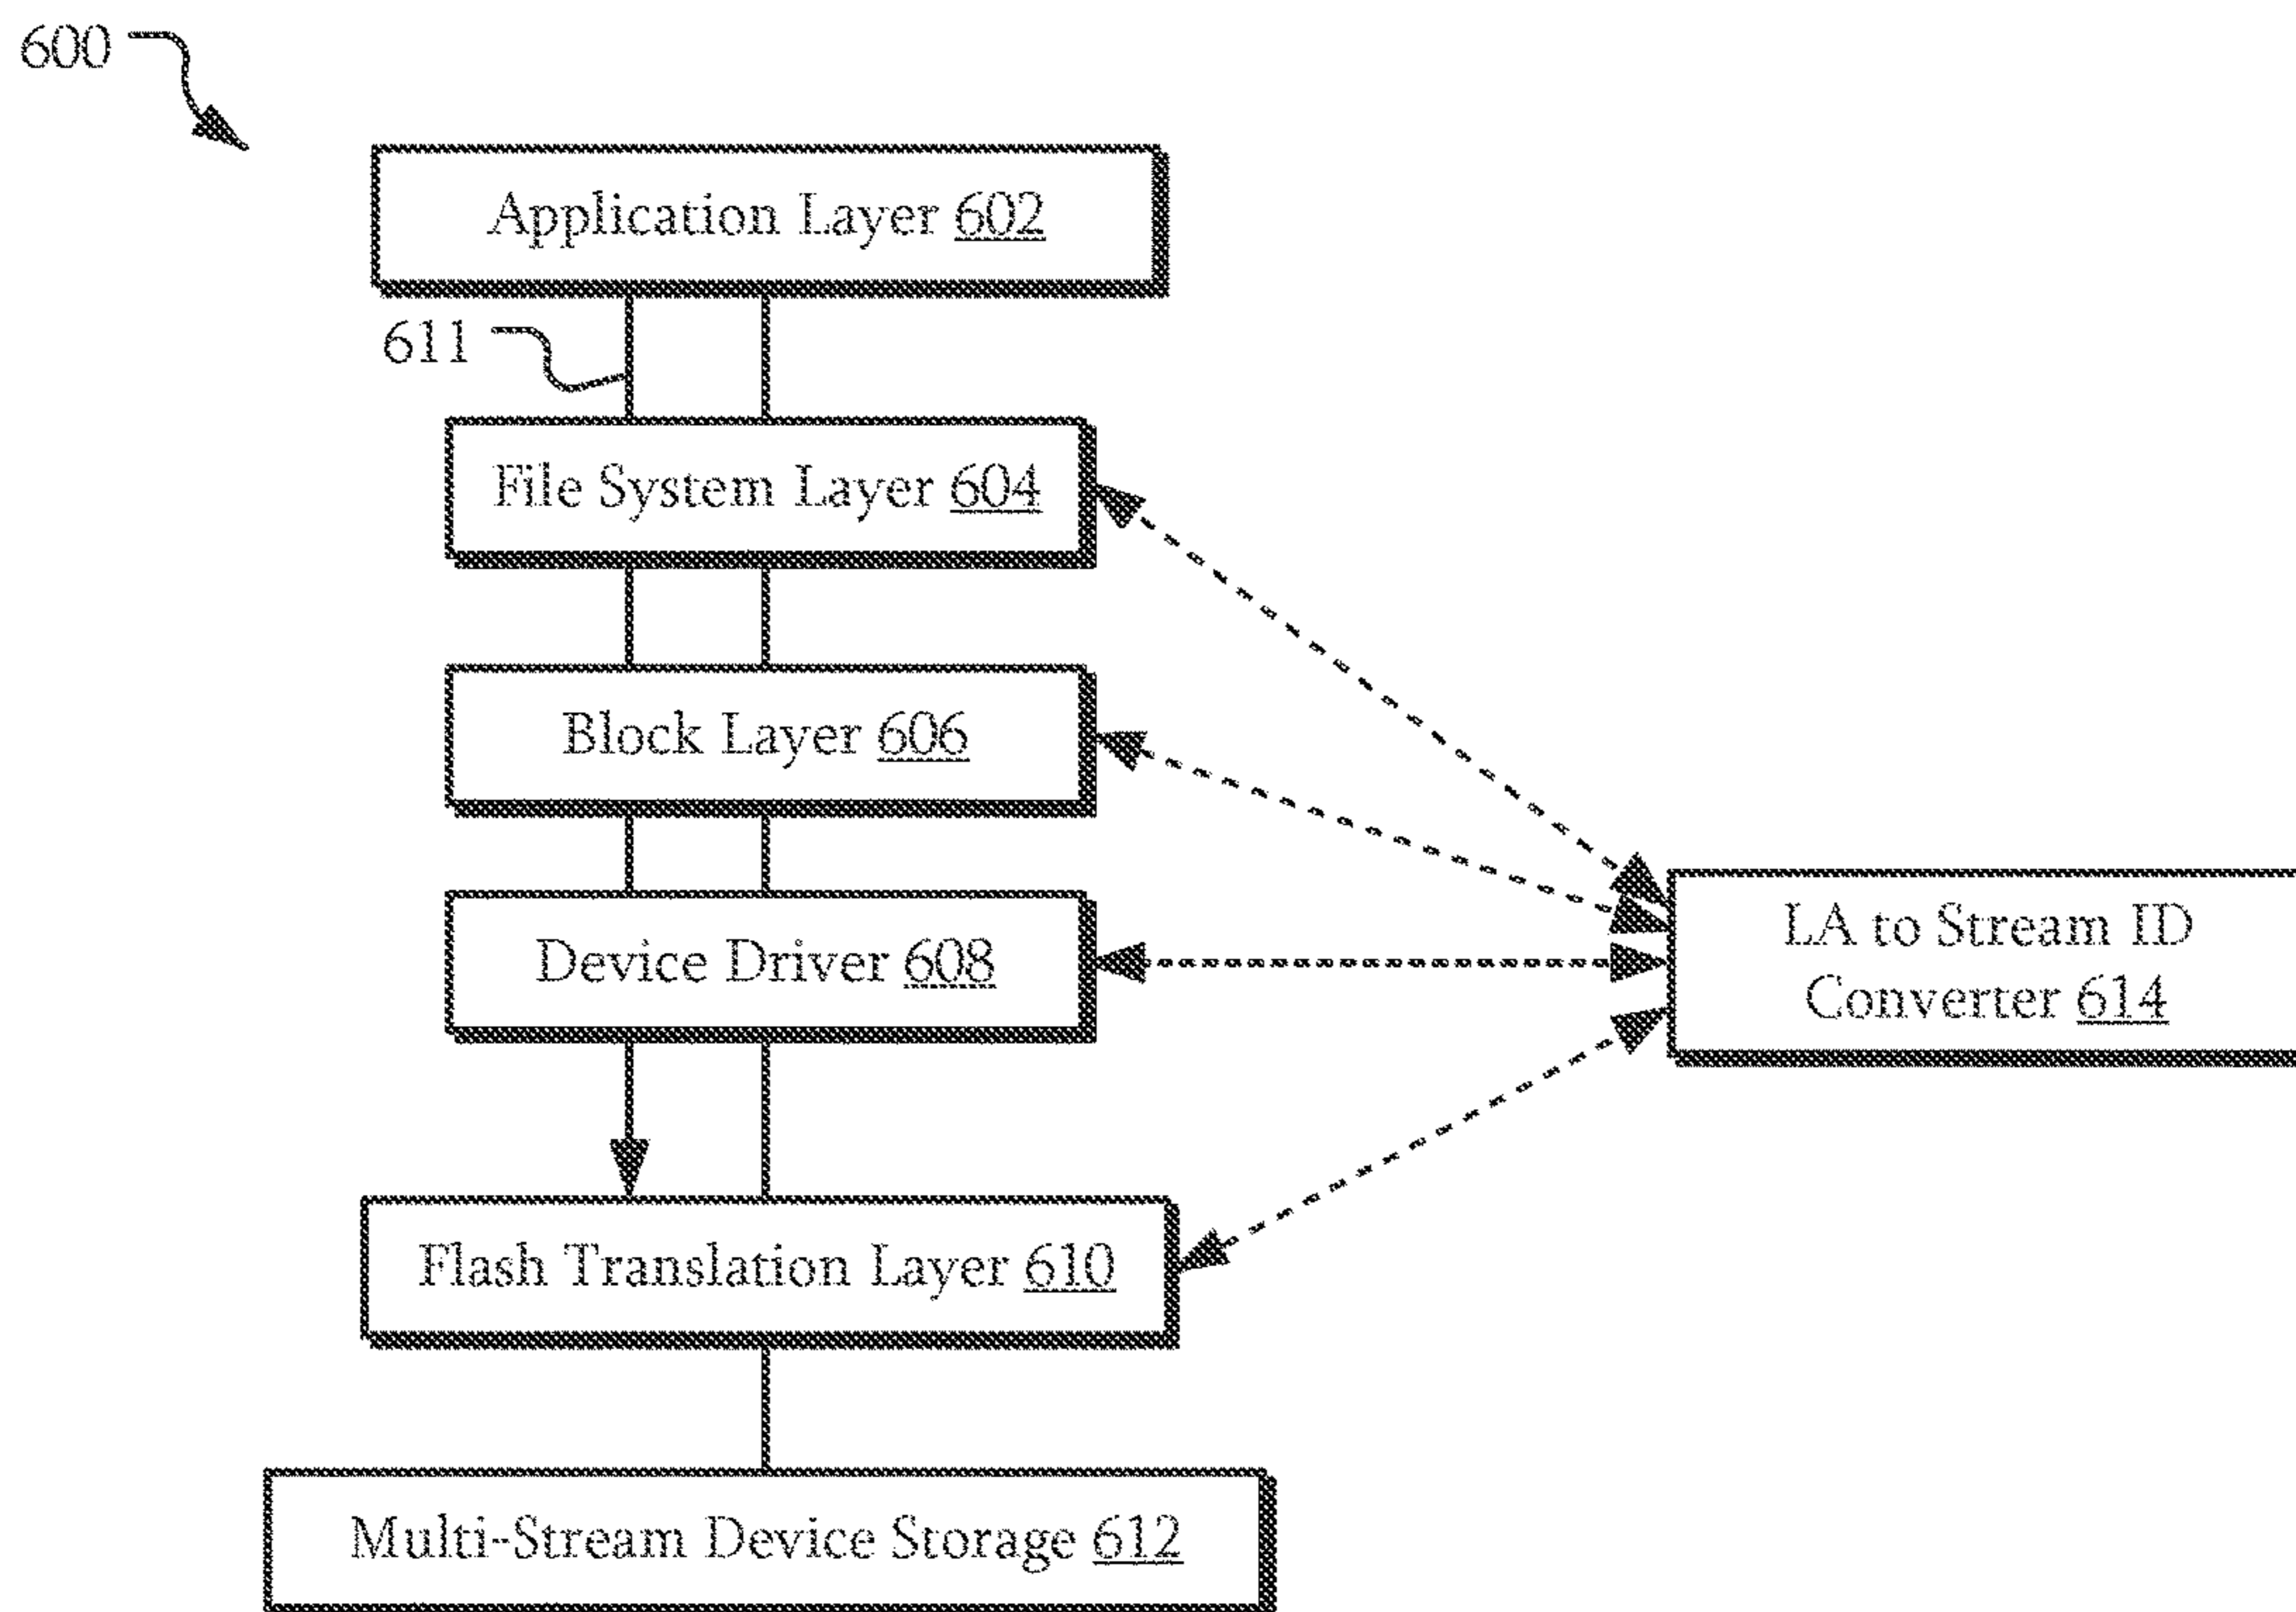 600
Application Layer 602
611
File System Layer 604
Block Layer 606
Device Driver 608
LA to Stream ID
Converter 614
Flash Translation Layer 610
Multi-Stream Device Storage 612